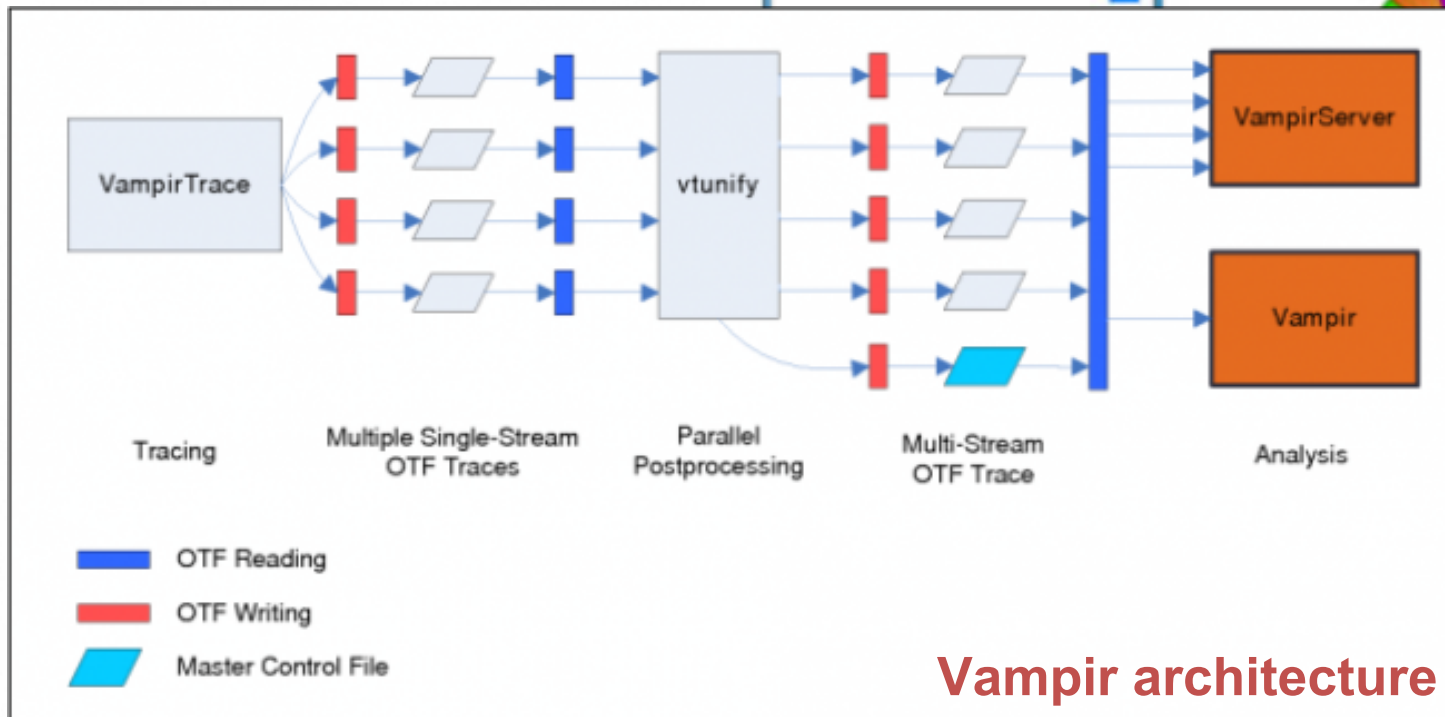 VampirTrace
vtunify
VampirServer
Vampir
Tracing
Multiple Single-Stream
OTF Traces
Parallel
Postprocessing
Multi-Stream
OTF Trace
Analysis
OTF Reading
OTF Writing
Master Control File
Vampir architecture